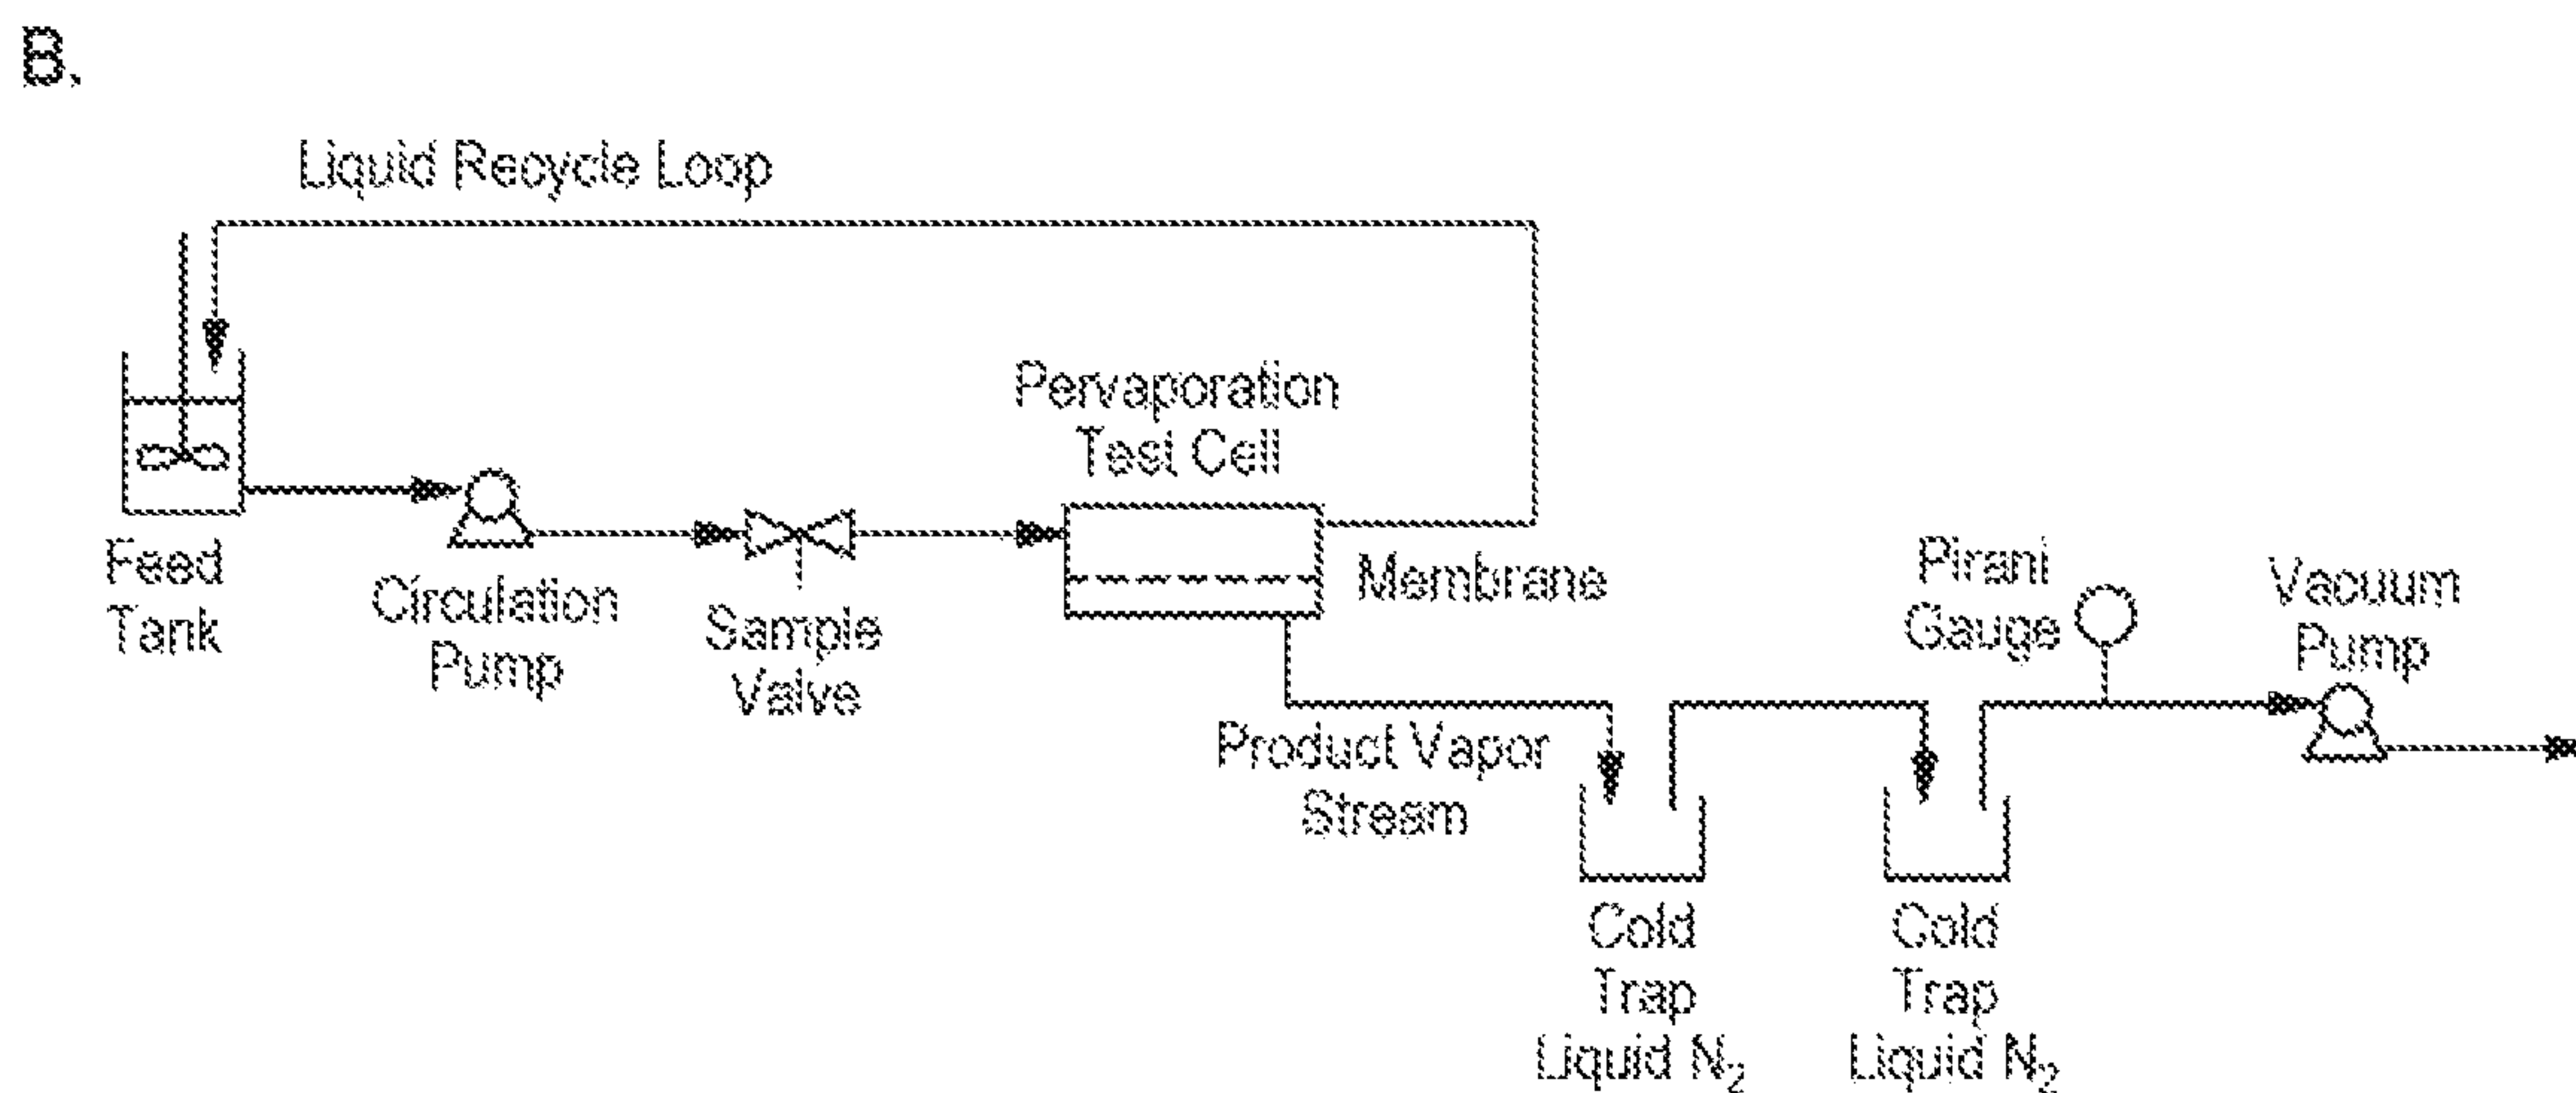 B.
Liquid Recycle Loop
Pervaporation
Test Cell
Feed
Tank
Circulation
Pump
Sample
Valve
Membrane
Product Vapor
Stream
Pirani
Gauge
Vacuum
Pump
Cold
Trap
Liquid N₂
Cold
Trap
Liquid N₂